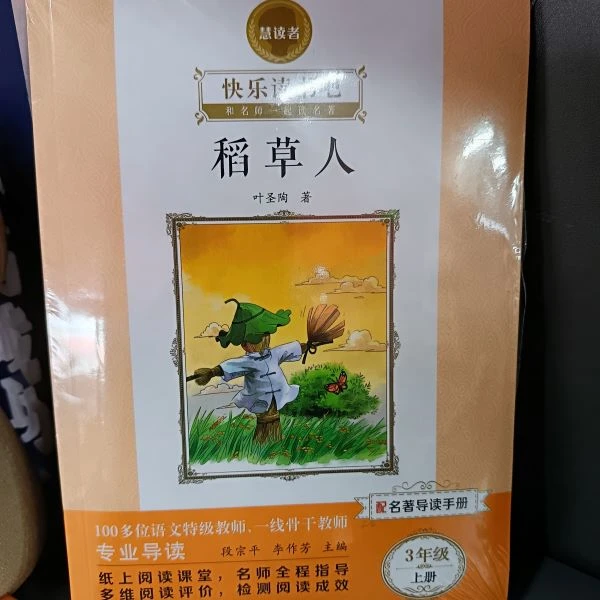 慧读者
快乐读书吧
和名师一起读名著
稻草人
叶圣陶 著
配名著导读手册
100多位语文特级教师、一线骨干教师
专业导读 段宗平 李作芳 主编
3年级
上册
纸上阅读课堂，名师全程指导
多维阅读评价，检测阅读成效